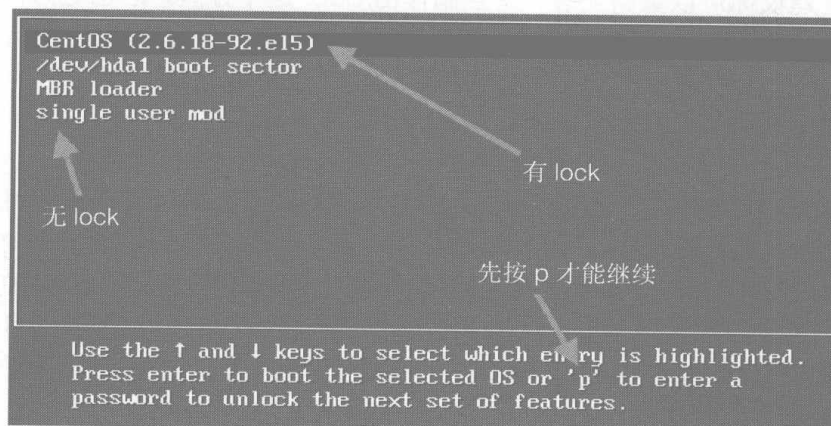 CentOS (2.6.18-92.el5)
/dev/hda1 boot sector
MBR loader
single user mod
有 lock
无 lock
先按 p 才能继续
Use the ↑ and ↓ keys to select which entry is highlighted.
Press enter to boot the selected OS or 'p' to enter a
password to unlock the next set of features.